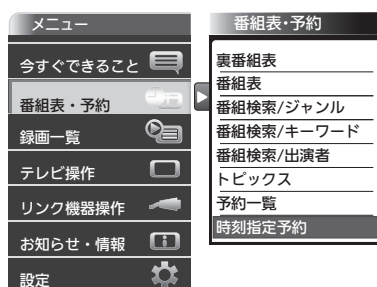 メニュー
今すぐできること
番組表・予約
録画一覧
テレビ操作
リンク機器操作
お知らせ・情報
設定
番組表・予約
裏番組表
番組表
番組検索/ジャンル
番組検索/キーワード
番組検索/出演者
トピックス
予約一覧
時刻指定予約